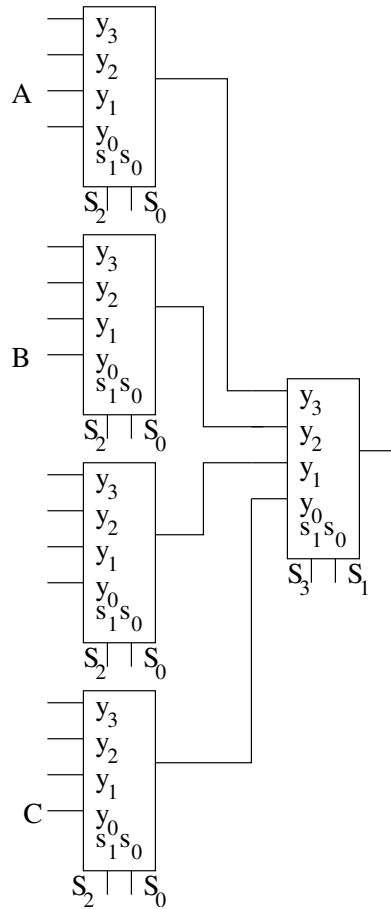 y₃
y₂
A
y₁
y₀
s₁s₀
S₂ S₀
y₃
y₂
y₁
B
y₀
s₁s₀
S₂ S₀
y₃
y₂
y₁
y₀
s₁s₀
S₃ S₁
y₃
y₂
y₁
y₀
s₁s₀
S₂ S₀
y₃
y₂
y₁
C
y₀
s₁s₀
S₂ S₀